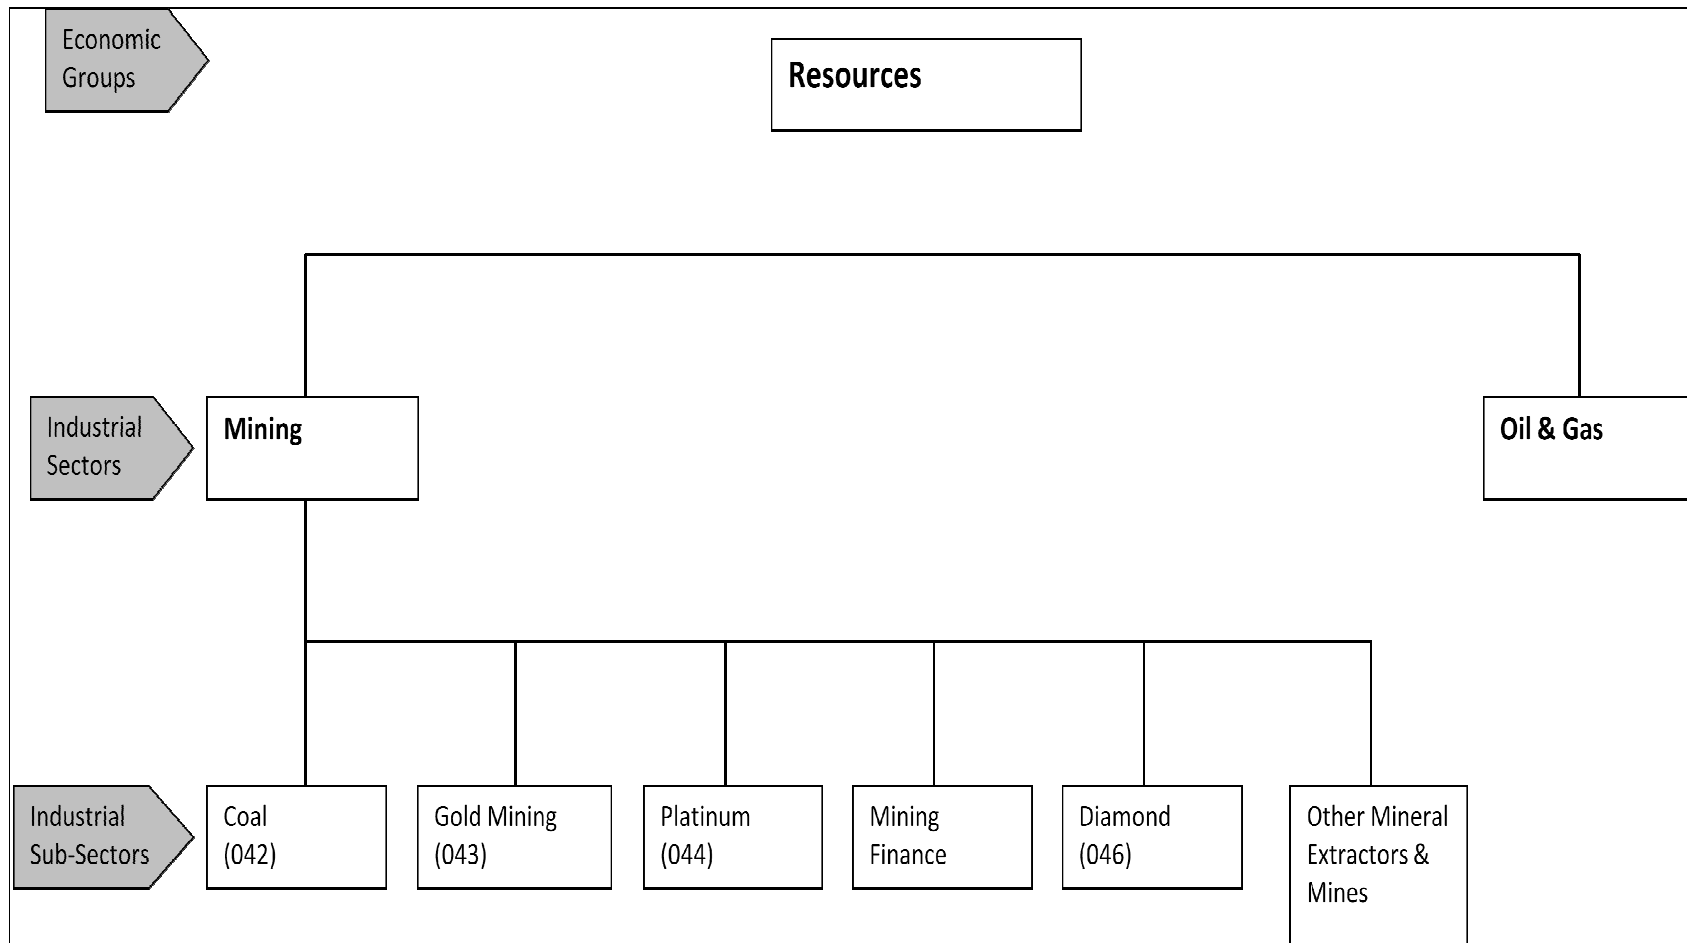 Economic
Groups
Resources
Industrial
Sectors
Mining
Oil & Gas
Industrial
Sub-Sectors
Coal
(042)
Gold Mining
(043)
Platinum
(044)
Mining
Finance
Diamond
(046)
Other Mineral
Extractors &
Mines